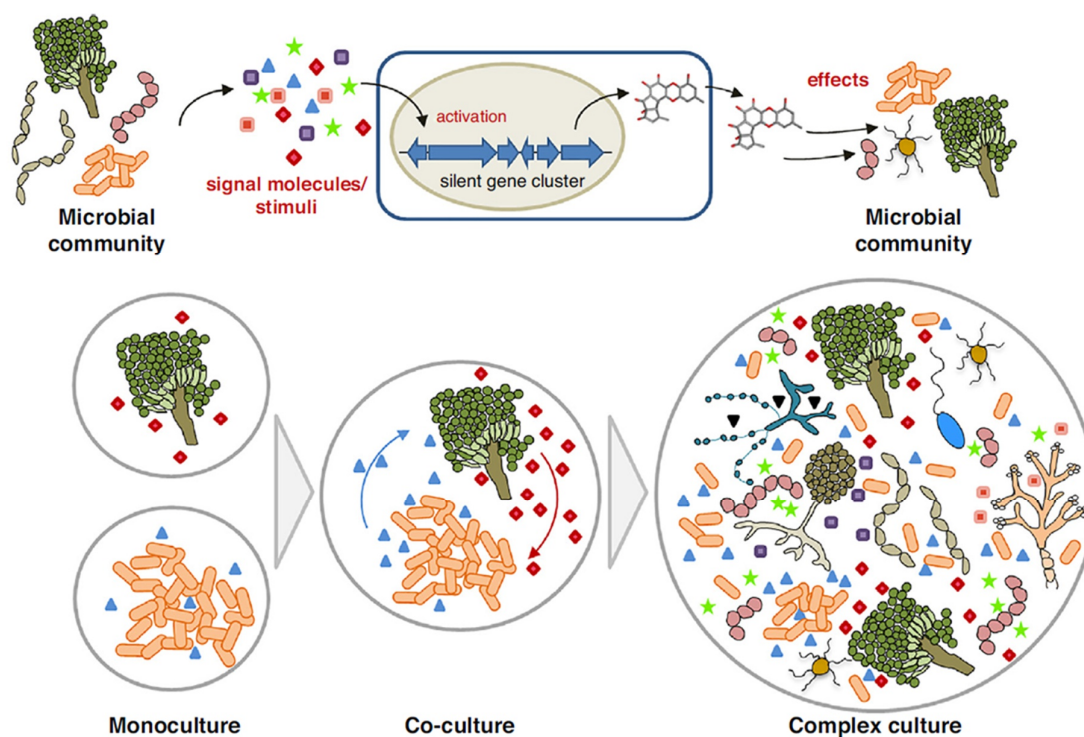 effects
activation
silent gene cluster
signal molecules/
stimuli
Microbial
community
Microbial
community
Monoculture
Co-culture
Complex culture